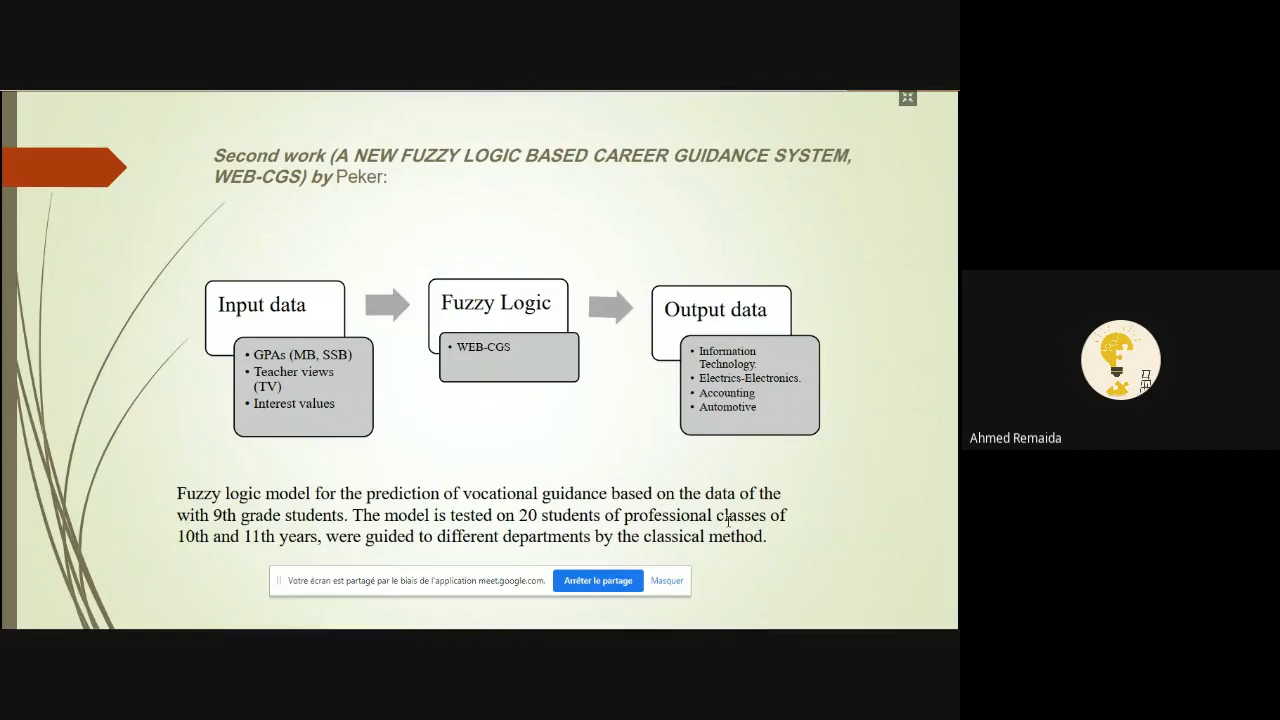 Second work (A NEW FUZZY LOGIC BASED CAREER GUIDANCE SYSTEM,
WEB-CGS) by Peker:
Input data
• GPAs (MB, SSB)
• Teacher views
(TV)
• Interest values
Fuzzy Logic
• WEB-CGS
Output data
• Information
Technology.
• Electrics-Electronics.
• Accounting
• Automotive
Fuzzy logic model for the prediction of vocational guidance based on the data of the
with 9th grade students. The model is tested on 20 students of professional classes of
10th and 11th years, were guided to different departments by the classical method.
Votre écran est partagé par le biais de l'application meet.google.com.
Arrêter le partage
Masquer
Ahmed Remaida